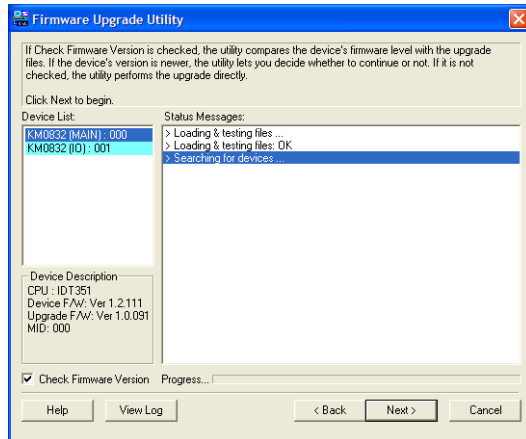 Firmware Upgrade Utility
If Check Firmware Version is checked, the utility compares the device's firmware level with the upgrade
files. If the device's version is newer, the utility lets you decide whether to continue or not. If it is not
checked, the utility performs the upgrade directly.
Click Next to begin.
Device List:
Status Messages:
KM0832 (MAIN) : 000
KM0832 (IO) : 001
> Loading & testing files ...
> Loading & testing files: OK
> Searching for devices ...
Device Description
CPU : IDT351
Device F/W: Ver 1.2.111
Upgrade F/W: Ver 1.0.091
MID: 000
Check Firmware Version
Progress...
Help
View Log
< Back
Next >
Cancel